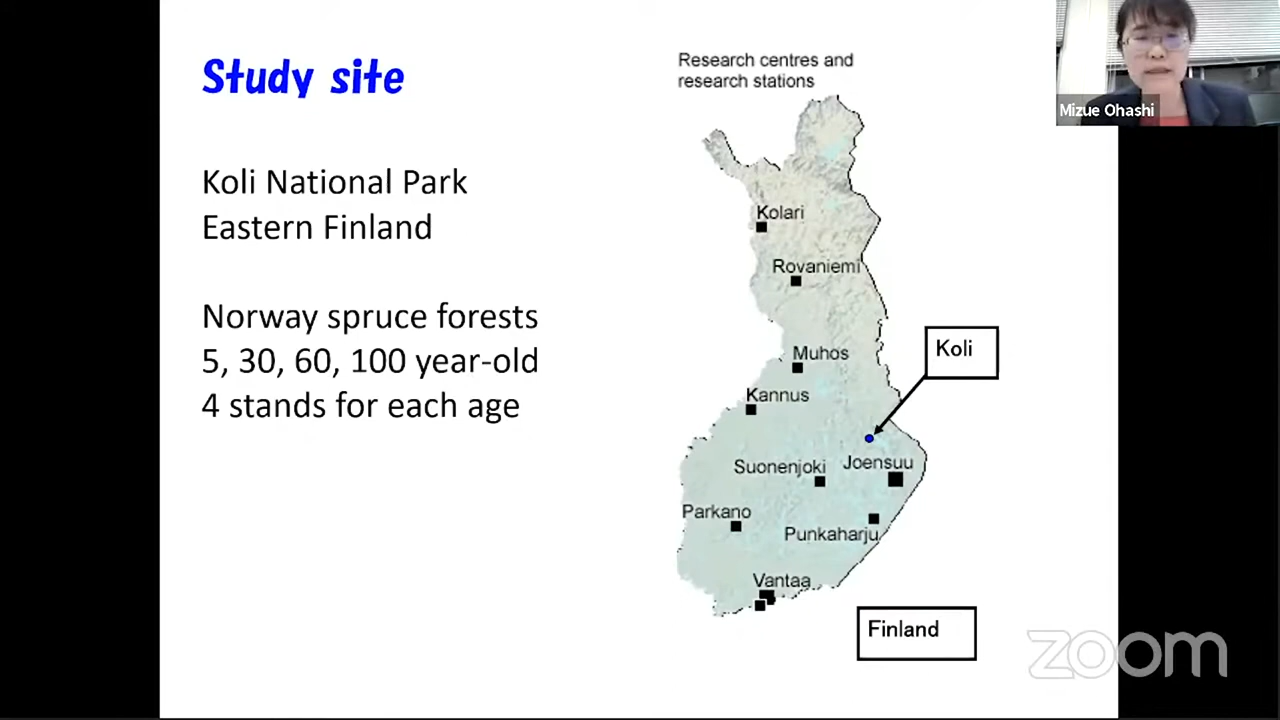 Study site
Koli National Park
Eastern Finland
Norway spruce forests
5, 30, 60, 100 year-old
4 stands for each age
Research centres and
research stations
Kolari
Rovaniemi
Muhos
Koli
Kannus
Suonenjoki
Joensuu
Parkano
Punkaharju
Vantaa
Finland
Mizue Ohashi
zoom